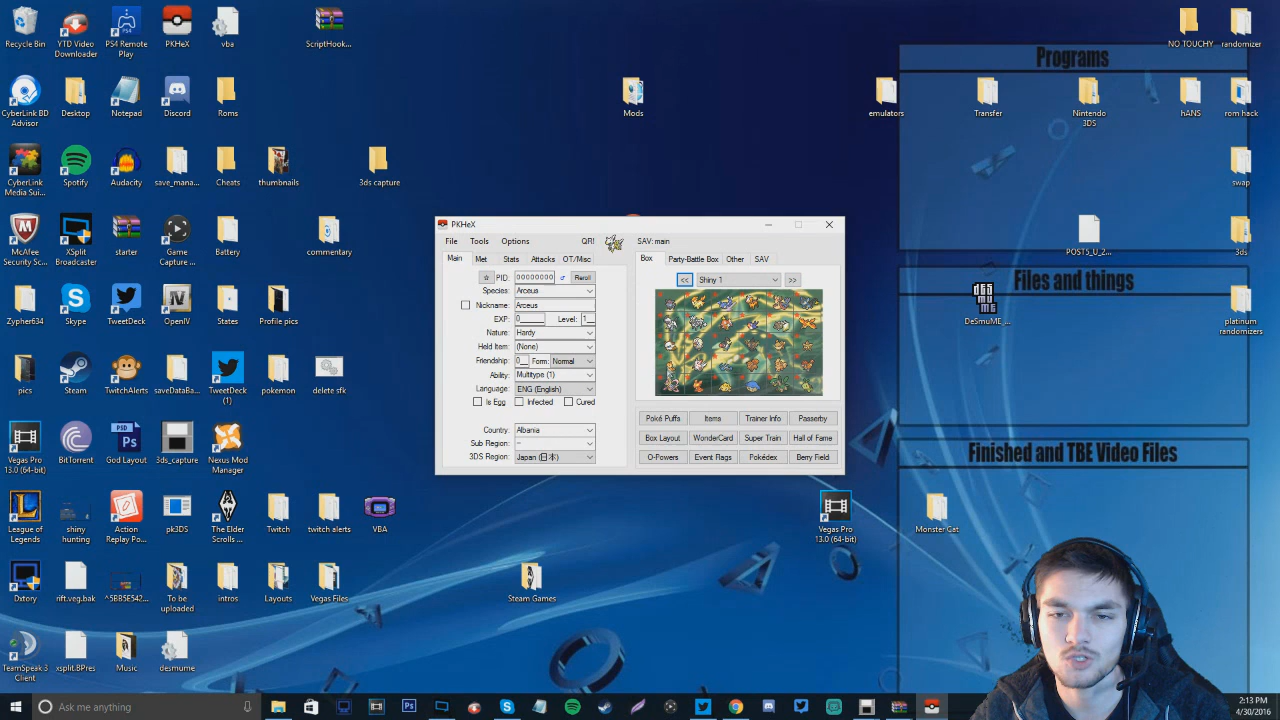 Recycle Bin
YTD Video
Downloader
PS4 Remote
Play
PKHeX
vba
ScriptHook...
NO TOUCHY
randomizer
Programs
CyberLink BD
Advisor
Desktop
Notepad
Discord
Roms
Mods
emulators
Transfer
Nintendo
3DS
hANS
rom hack
CyberLink
Media Sui...
Spotify
Audacity
save_mana...
Cheats
thumbnails
3ds capture
swap
McAfee
Security Sc...
XSplit
Broadcaster
starter
Game
Capture ...
Battery
commentary
POST5_U_2...
3ds
PKHeX
File
Tools
Options
QR!
SAV: main
Main
Met
Stats
Attacks
OT/Misc
Box
Party-Battle Box
Other
SAV
PID:
00000000
Reroll
<<
Shiny 1
>>
Species:
Arceus
Nickname:
Arceus
EXP:
0
Level:
1
Nature:
Hardy
Held Item:
(None)
Friendship:
0
Form:
Normal
Ability:
Multitype (1)
Language:
ENG (English)
Is Egg
Infected
Cured
Country:
Albania
Sub Region:
–
3DS Region:
Japan (日本)
Poké Puffs
Items
Trainer Info
Passerby
Box Layout
WonderCard
Super Train
Hall of Fame
O-Powers
Event Flags
Pokédex
Berry Field
Files and things
Zypher634
Skype
TweetDeck
OpenIV
States
Profile pics
DeSmuME ...
platinum
randomizers
pics
Steam
TwitchAlerts
saveDataBa...
TweetDeck
(1)
pokemon
delete sfk
Vegas Pro
13.0 (64-bit)
BitTorrent
God Layout
3ds_capture
Nexus Mod
Manager
Finished and TBE Video Files
League of
Legends
shiny
hunting
Action
Replay Po...
pk3DS
The Elder
Scrolls ...
Twitch
twitch alerts
VBA
Vegas Pro
13.0 (64-bit)
Monster Cat
Dxtory
rift.veg.bak
^5BB5E542...
To be
uploaded
intros
Layouts
Vegas Files
Steam Games
TeamSpeak 3
Client
xsplit.BPres
Music
desmume
Ask me anything
2:13 PM
4/30/2016